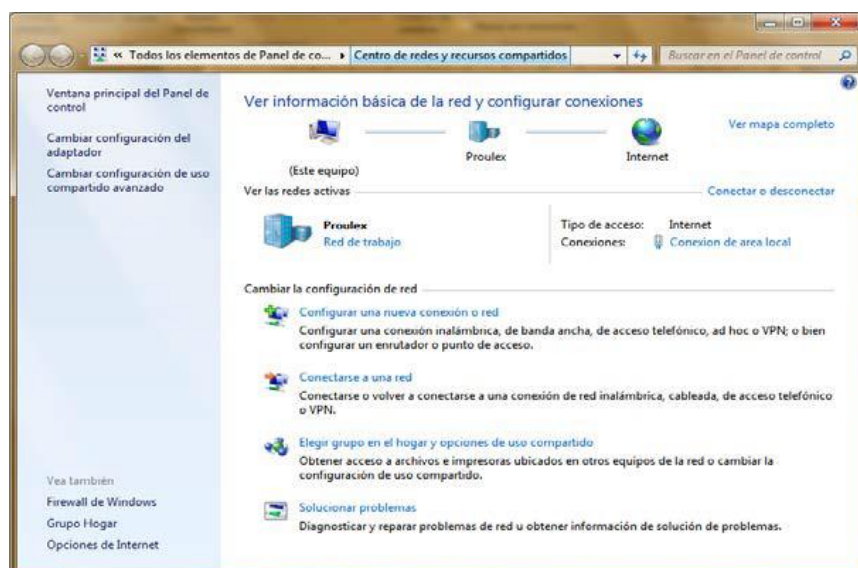 « Todos los elementos de Panel de co... Centro de redes y recursos compartidos Buscar en el Panel de control
Ventana principal del Panel de
control
Cambiar configuración del
adaptador
Cambiar configuración de uso
compartido avanzado
Vea también
Firewall de Windows
Grupo Hogar
Opciones de Internet
Ver información básica de la red y configurar conexiones
Ver mapa completo
(Este equipo) Proulex Internet
Ver las redes activas Conectar o desconectar
Proulex
Red de trabajo
Tipo de acceso: Internet
Conexiones: Conexion de area local
Cambiar la configuración de red
Configurar una nueva conexión o red
Configurar una conexión inalámbrica, de banda ancha, de acceso telefónico, ad hoc o VPN; o bien
configurar un enrutador o punto de acceso.
Conectarse a una red
Conectarse o volver a conectarse a una conexión de red inalámbrica, cableada, de acceso telefónico
o VPN.
Elegir grupo en el hogar y opciones de uso compartido
Obtener acceso a archivos e impresoras ubicados en otros equipos de la red o cambiar la
configuración de uso compartido.
Solucionar problemas
Diagnosticar y reparar problemas de red u obtener información de solución de problemas.